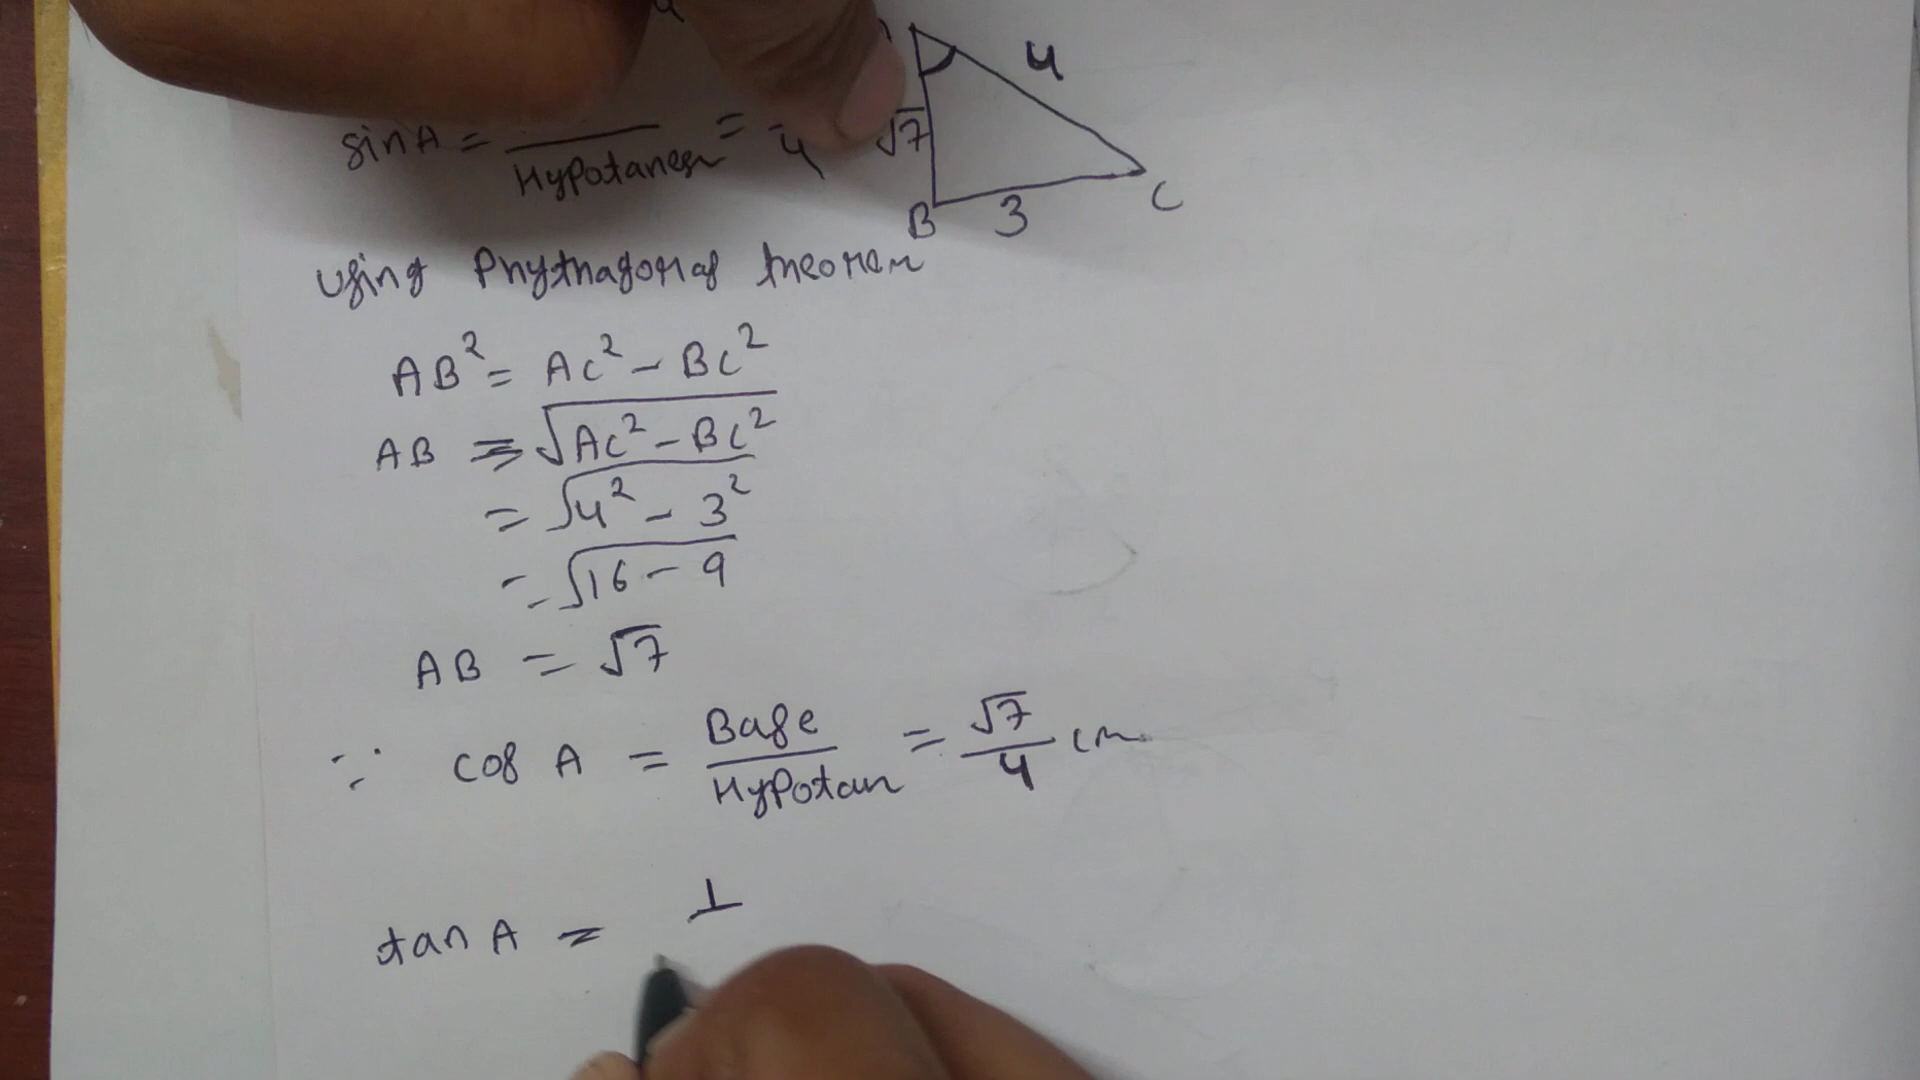 4
sin A = ――― / Hypotanesn = - / 4
√7
B 3 C
Using Phythagoras theorem
AB² = AC² - BC²
AB = √AC² - BC²
= √4² - 3²
= √16 - 9
AB = √7
∵ cos A = Base / Hypotan = √7 / 4 cm
tan A = ⊥